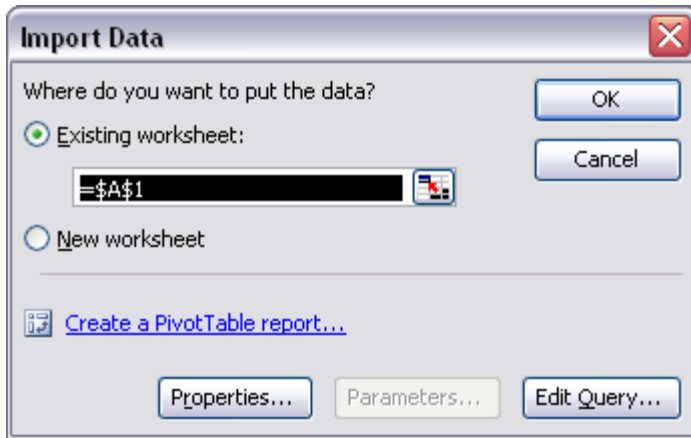 Import Data
Where do you want to put the data?
OK
Existing worksheet:
Cancel
=$A$1
New worksheet
Create a PivotTable report...
Properties...
Parameters...
Edit Query...